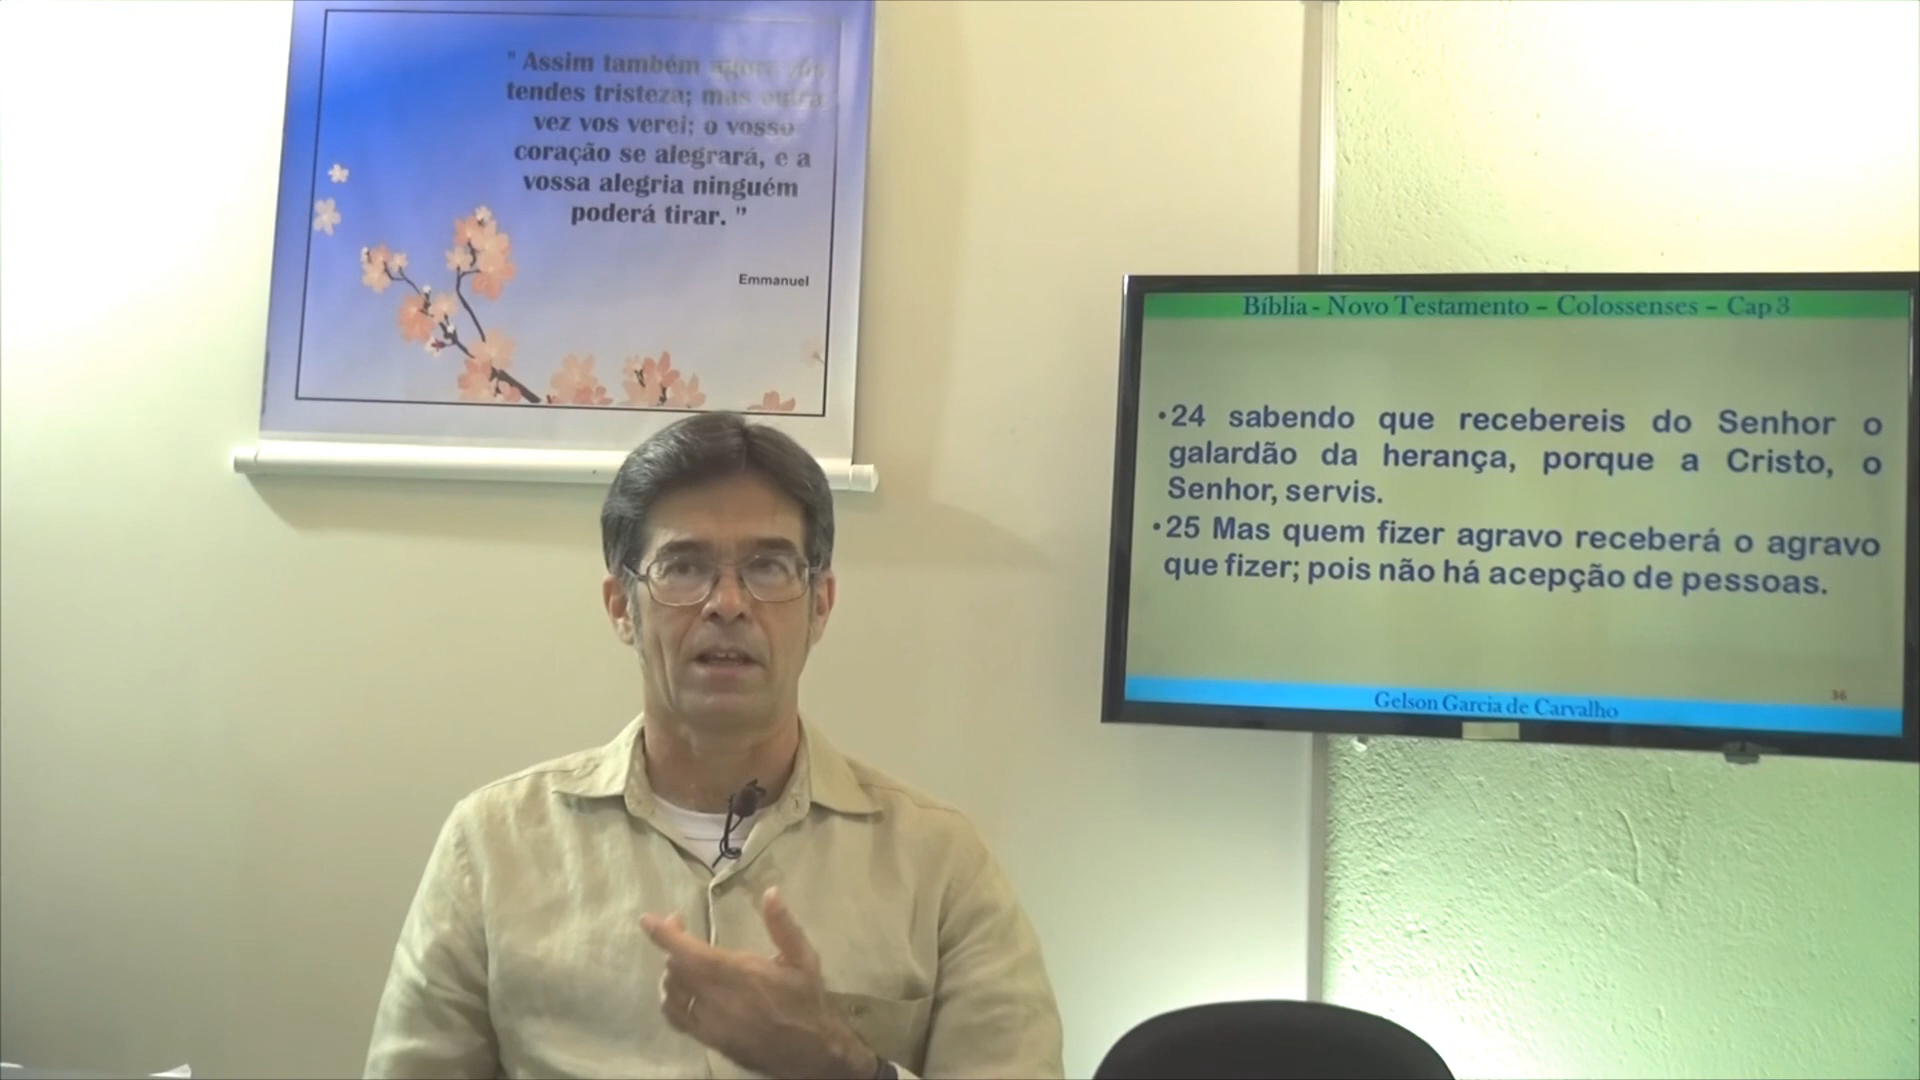 " Assim também agora vós
tendes tristeza; mas outra
vez vos verei; o vosso
coração se alegrará, e a
vossa alegria ninguém
poderá tirar. "
Emmanuel
Bíblia - Novo Testamento – Colossenses – Cap 3
•24 sabendo que recebereis do Senhor o
galardão da herança, porque a Cristo, o
Senhor, servis.
•25 Mas quem fizer agravo receberá o agravo
que fizer; pois não há acepção de pessoas.
36
Gelson Garcia de Carvalho